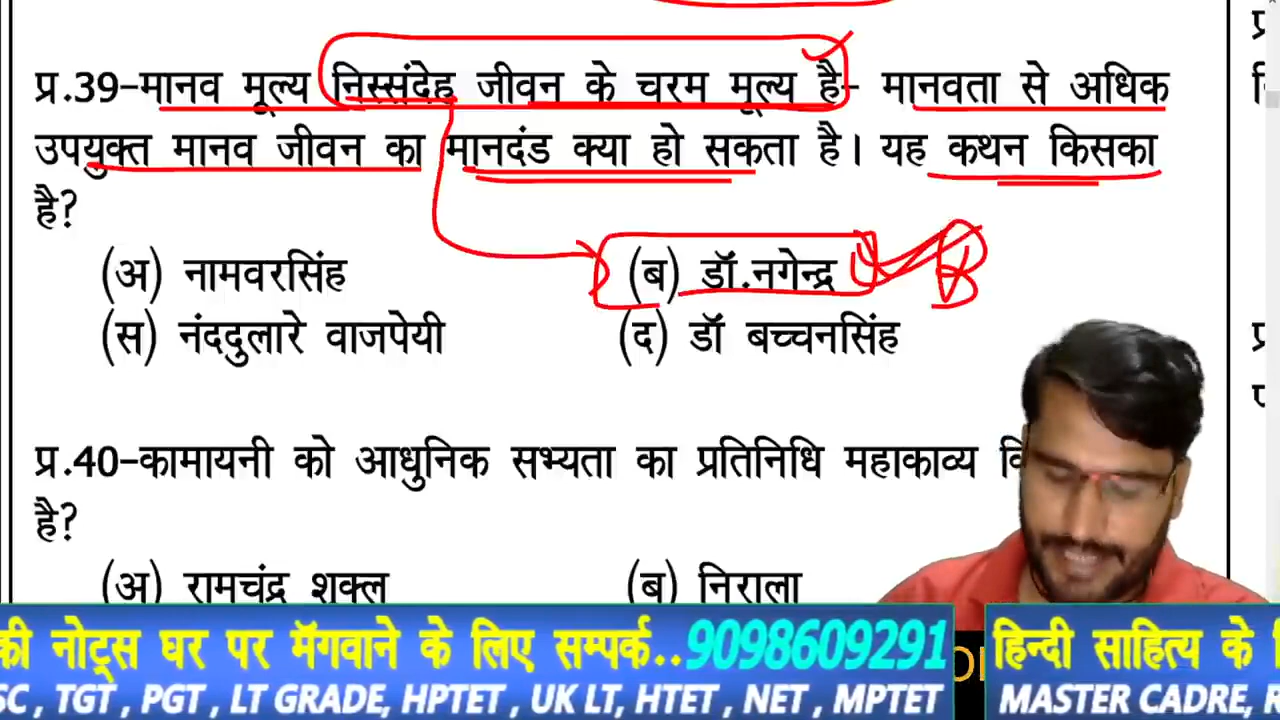 प्र.39-मानव मूल्य निस्संदेह जीवन के चरम मूल्य है- मानवता से अधिक
उपयुक्त मानव जीवन का मानदंड क्या हो सकता है। यह कथन किसका
है?
(अ) नामवरसिंह (ब) डॉ.नगेन्द्र
(स) नंददुलारे वाजपेयी (द) डॉ बच्चनसिंह
प्र.40-कामायनी को आधुनिक सभ्यता का प्रतिनिधि महाकाव्य
है?
(अ) रामचंद्र शुक्ल (ब) निराला
की नोट्स घर पर मॅगवाने के लिए सम्पर्क..9098609291 हिन्दी साहित्य के
SC , TGT , PGT , LT GRADE, HPTET , UK LT, HTET , NET , MPTET MASTER CADRE, R